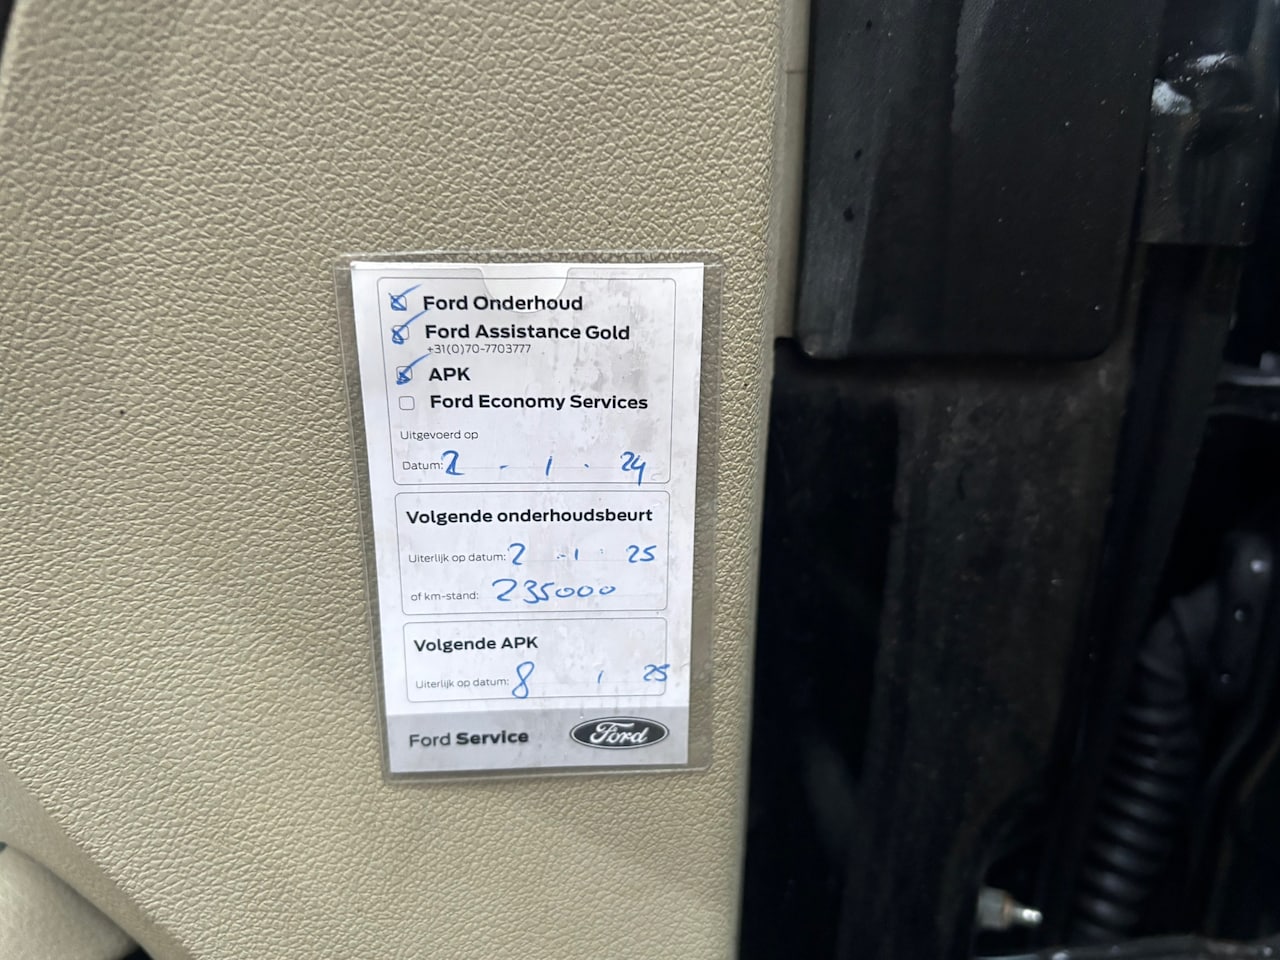 Ford Onderhoud
Ford Assistance Gold
+31(0)70-7703777
APK
Ford Economy Services
Uitgevoerd op
Datum: 2 - 1 - 24
Volgende onderhoudsbeurt
Uiterlijk op datum: 2 - 1 25
of km-stand: 235000
Volgende APK
Uiterlijk op datum: 8 1 25
Ford Service Ford